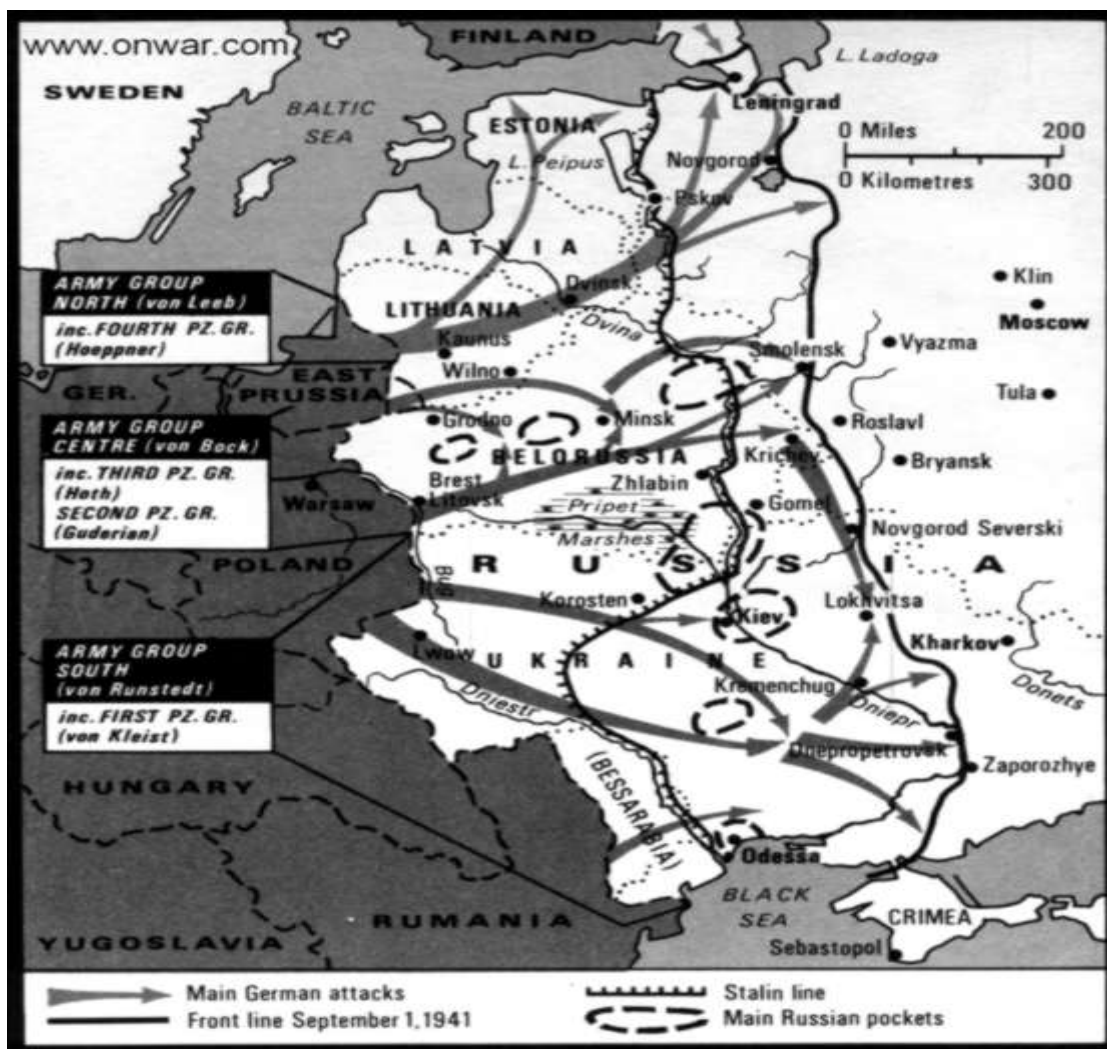 www.onwar.com
FINLAND
SWEDEN
L. Ladoga
BALTIC
SEA
Leningrad
ESTONIA
0 Miles 200
0 Kilometres 300
L. Peipus
Novgorod
Pskov
LATVIA
ARMY GROUP
NORTH (von Leeb)
inc. FOURTH PZ. GR.
(Hoeppner)
Dvinsk
Klin
LITHUANIA
Dvina
Moscow
Kaunus
Smolensk
Vyazma
Wilno
GER.
EAST
PRUSSIA
Tula
Grodno
Minsk
Roslavl
ARMY GROUP
CENTRE (von Bock)
inc. THIRD PZ. GR.
(Hoth)
SECOND PZ. GR.
(Guderian)
BELORUSSIA
Krichev
Bryansk
Brest
Litovsk
Zhlabin
Warsaw
Pripet
Marshes
Gomel
Novgorod Severski
POLAND
RUSSIA
Bug
Korosten
Kiev
Lokhvitsa
Kharkov
ARMY GROUP
SOUTH
(von Runstedt)
inc. FIRST PZ. GR.
(von Kleist)
Lwow
UKRAINE
Kremenchug
Donets
Dniestr
Dniepr
Dnepropetrovsk
Zaporozhye
HUNGARY
(BESSARABIA)
Odessa
BLACK
SEA
CRIMEA
RUMANIA
YUGOSLAVIA
Sebastopol
Main German attacks
Stalin line
Front line September 1,1941
Main Russian pockets